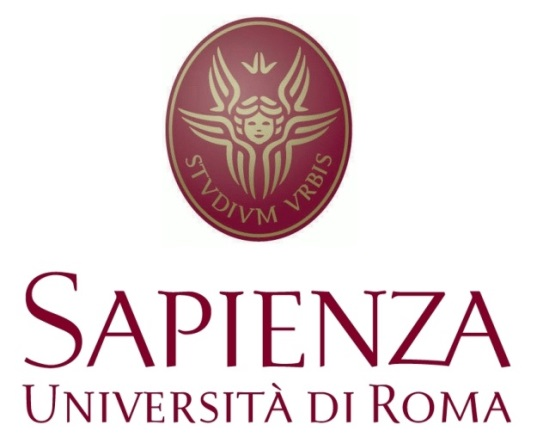 STVDIVM VRBIS
SAPIENZA
UNIVERSITÀ DI ROMA